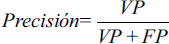 Precisión= VP / VP + FP